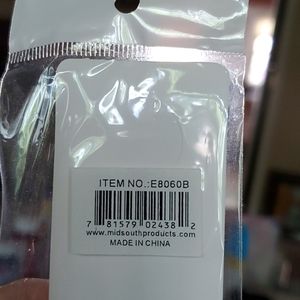 ITEM NO.:E8060B
7 81579 02438 2
www.midsouthproducts.com
MADE IN CHINA